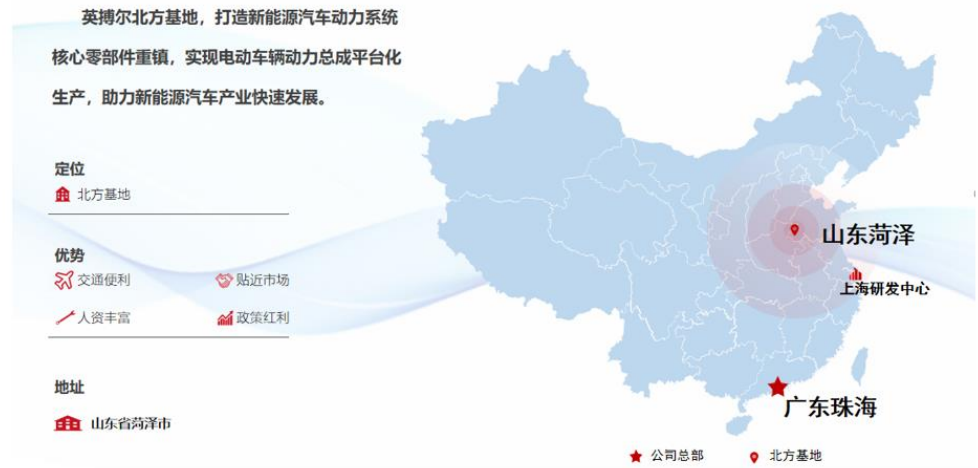 英搏尔北方基地，打造新能源汽车动力系统
核心零部件重镇，实现电动车辆动力总成平台化
生产，助力新能源汽车产业快速发展。
定位
北方基地
优势
交通便利
贴近市场
人资丰富
政策红利
地址
山东省菏泽市
山东菏泽
上海研发中心
广东珠海
公司总部
北方基地